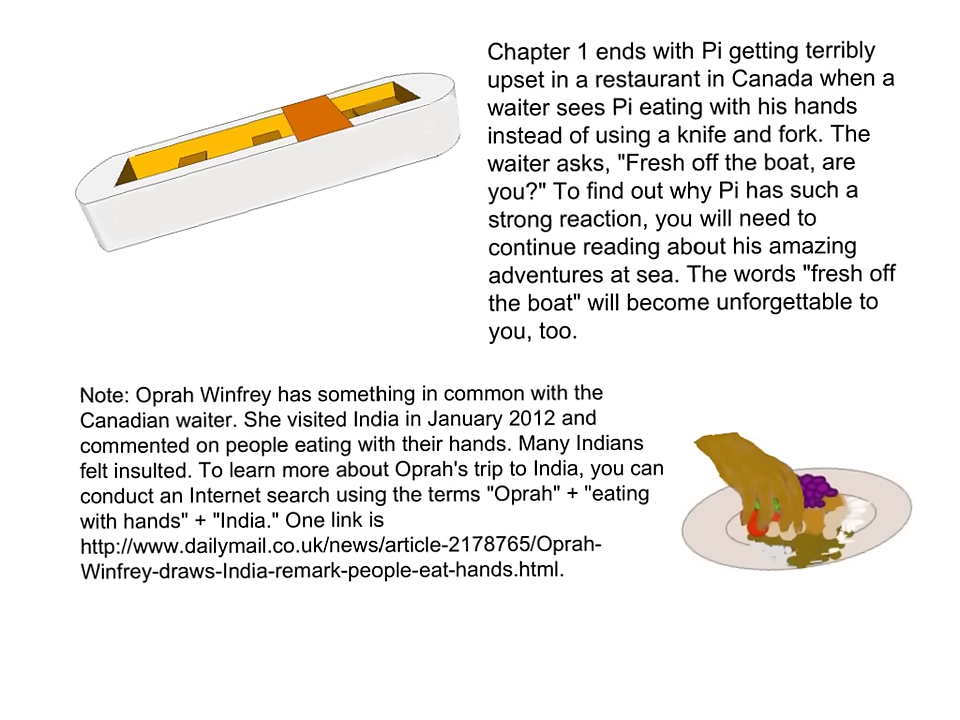 Chapter 1 ends with Pi getting terribly
upset in a restaurant in Canada when a
waiter sees Pi eating with his hands
instead of using a knife and fork. The
waiter asks, "Fresh off the boat, are
you?" To find out why Pi has such a
strong reaction, you will need to
continue reading about his amazing
adventures at sea. The words "fresh off
the boat" will become unforgettable to
you, too.
Note: Oprah Winfrey has something in common with the
Canadian waiter. She visited India in January 2012 and
commented on people eating with their hands. Many Indians
felt insulted. To learn more about Oprah's trip to India, you can
conduct an Internet search using the terms "Oprah" + "eating
with hands" + "India." One link is
http://www.dailymail.co.uk/news/article-2178765/Oprah-
Winfrey-draws-India-remark-people-eat-hands.html.